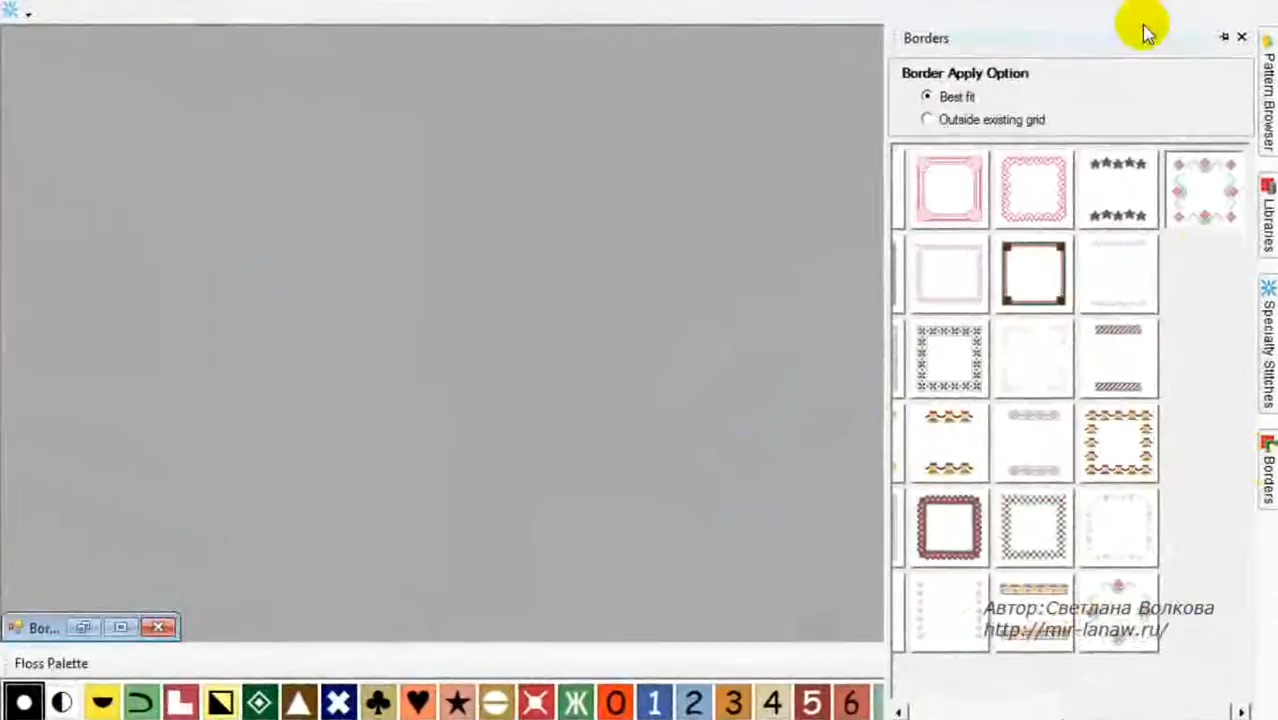 Borders
Border Apply Option
Best fit
Outside existing grid
Pattern Browser
Libraries
Specialty Stitches
Borders
Автор:Светлана Волкова
http://mir-lanaw.ru/
Bor...
Floss Palette
Ж 0 1 2 3 4 5 6